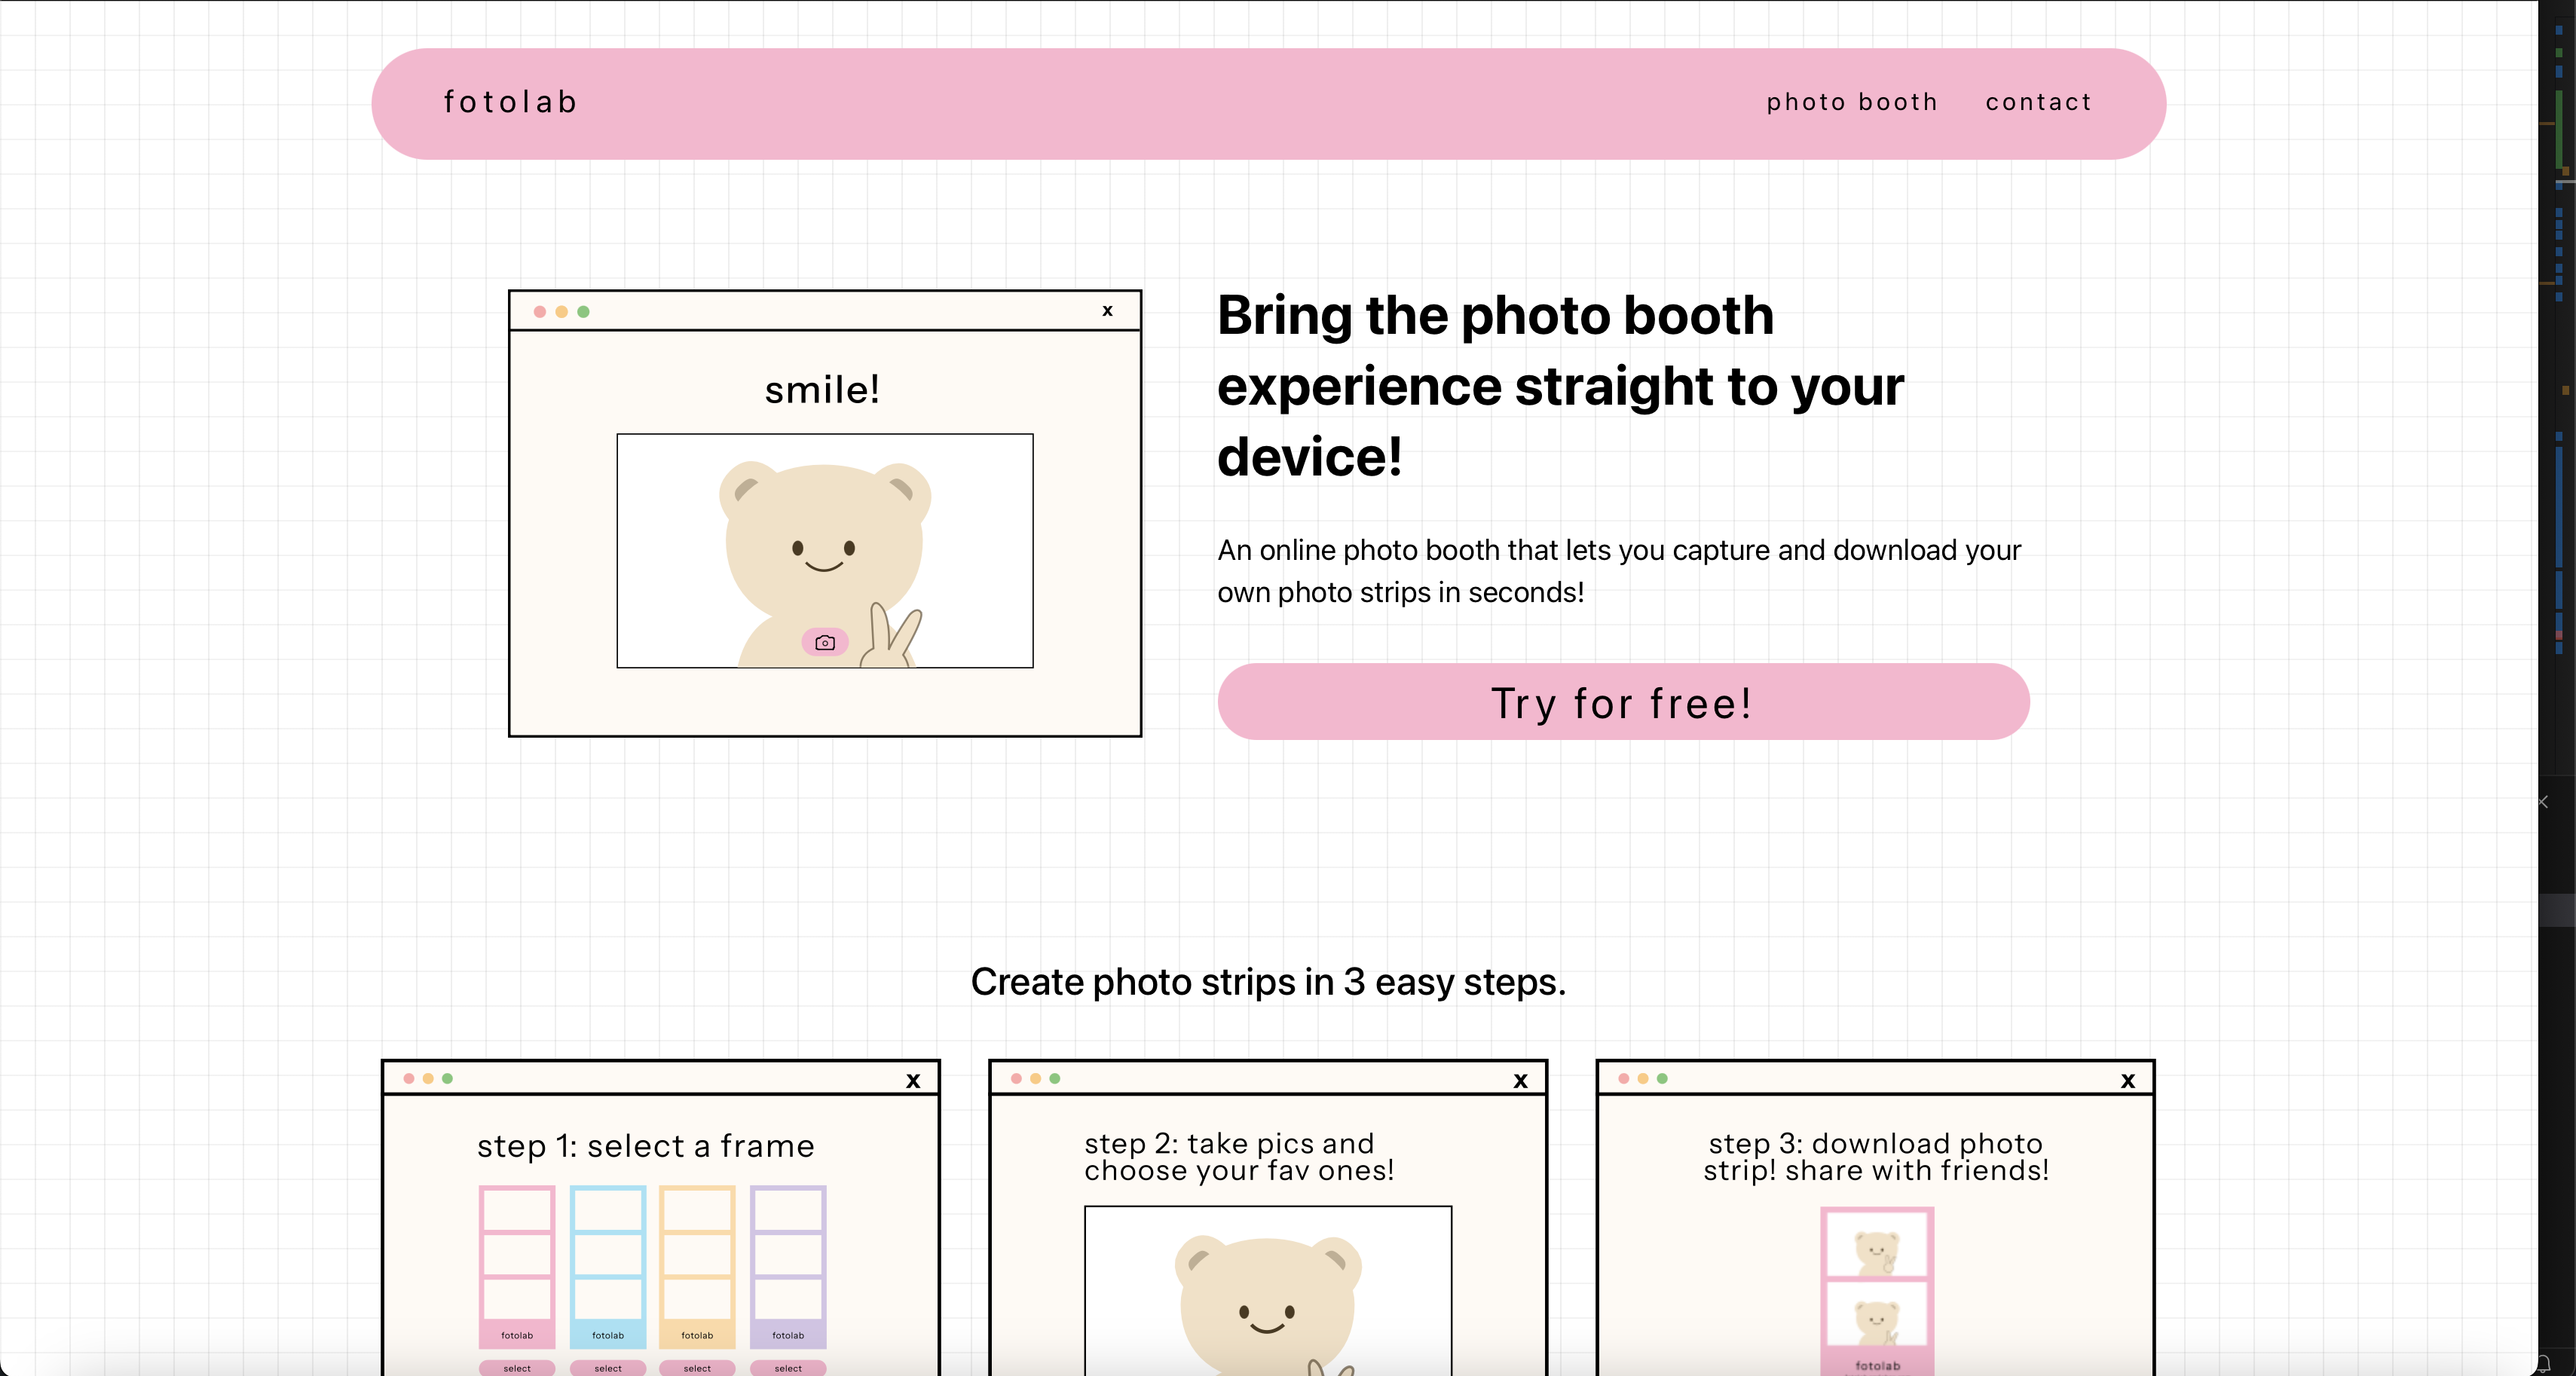 fotolab
photo booth
contact
x
smile!
Bring the photo booth
experience straight to your
device!
An online photo booth that lets you capture and download your
own photo strips in seconds!
Try for free!
Create photo strips in 3 easy steps.
x
step 1: select a frame
fotolab
fotolab
fotolab
fotolab
select
select
select
select
x
step 2: take pics and
choose your fav ones!
x
step 3: download photo
strip! share with friends!
fotolab